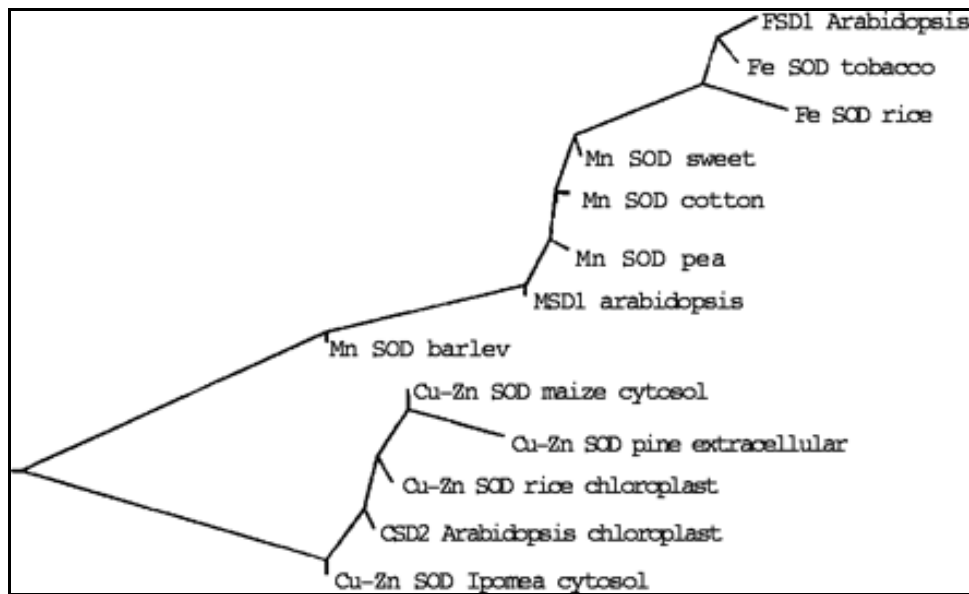 FSD1 Arabidopsis
Fe SOD tobacco
Fe SOD rice
Mn SOD sweet
Mn SOD cotton
Mn SOD pea
MSD1 arabidopsis
Mn SOD barlev
Cu-Zn SOD maize cytosol
Cu-Zn SOD pine extracellular
Cu-Zn SOD rice chloroplast
CSD2 Arabidopsis chloroplast
Cu-Zn SOD Ipomea cytosol